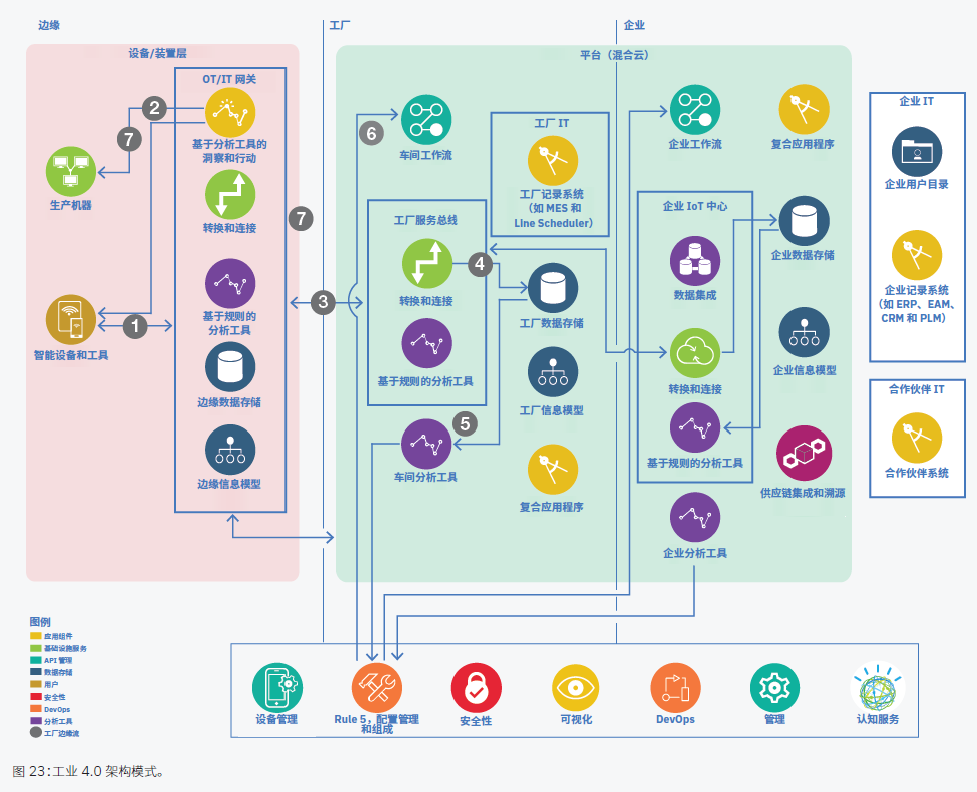 边缘
工厂
企业
设备/装置层
平台（混合云）
OT/IT 网关
基于分析工具的
洞察和行动
转换和连接
基于规则的
分析工具
边缘数据存储
边缘信息模型
生产机器
智能设备和工具
2
7
1
7
3
6
车间工作流
工厂 IT
工厂记录系统
（如 MES 和
Line Scheduler）
工厂服务总线
转换和连接
4
基于规则的分析工具
5
车间分析工具
工厂数据存储
工厂信息模型
复合应用程序
企业工作流
复合应用程序
企业 IoT 中心
数据集成
转换和连接
基于规则的分析工具
企业分析工具
企业数据存储
企业信息模型
供应链集成和溯源
企业 IT
企业用户目录
企业记录系统
（如 ERP、EAM、
CRM 和 PLM）
合作伙伴 IT
合作伙伴系统
图例
应用组件
基础设施服务
API 管理
数据存储
用户
安全性
DevOps
分析工具
工厂边缘流
设备管理
Rule 5，配置管理
和组成
安全性
可视化
DevOps
管理
认知服务
图 23：工业 4.0 架构模式。